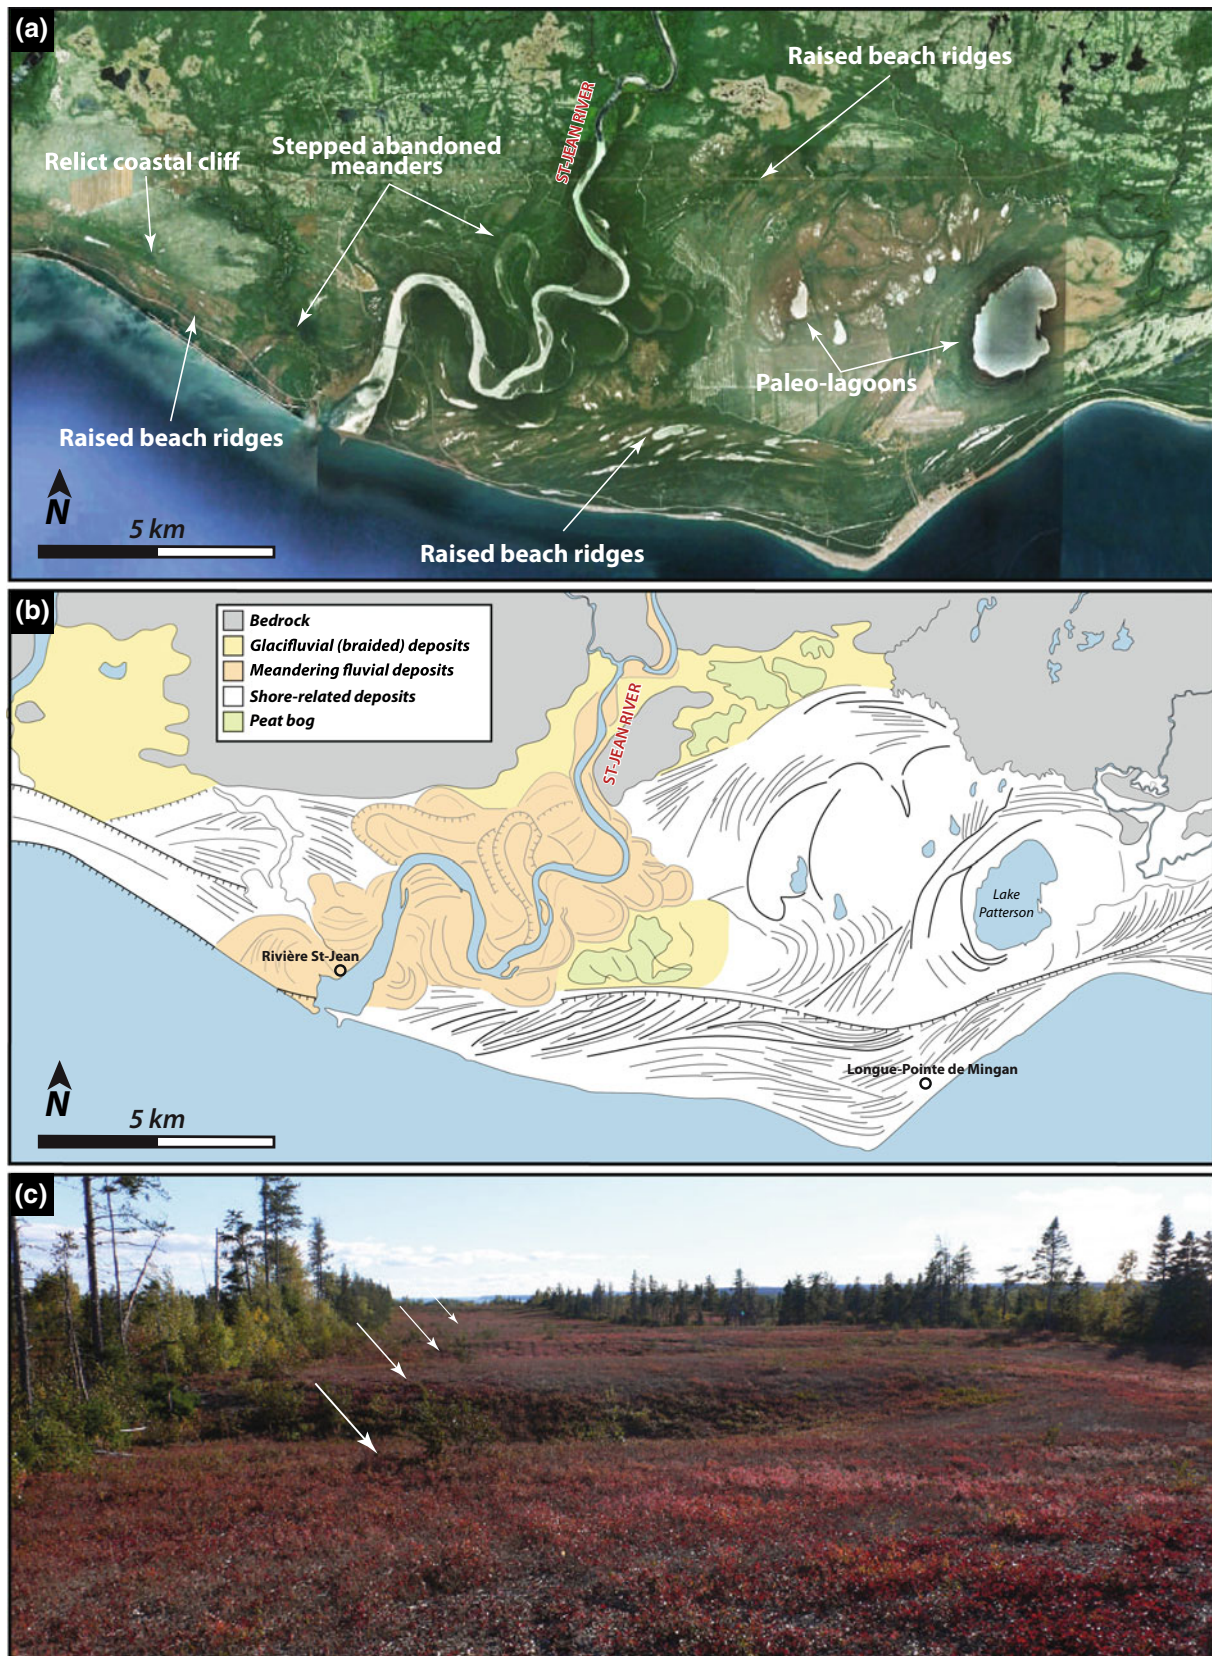 (a)
Raised beach ridges
ST-JEAN RIVER
Stepped abandoned
meanders
Relict coastal cliff
Paleo-lagoons
Raised beach ridges
Raised beach ridges
N
5 km
(b)
Bedrock
Glacifluvial (braided) deposits
Meandering fluvial deposits
Shore-related deposits
Peat bog
ST-JEAN RIVER
Lake
Patterson
Rivière St-Jean
Longue-Pointe de Mingan
N
5 km
(c)